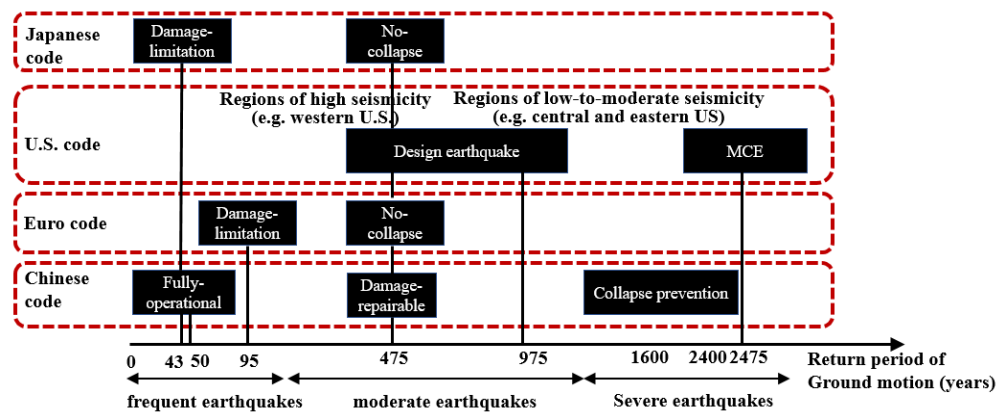 Japanese
code
Damage-
limitation
No-
collapse
Regions of high seismicity
(e.g. western U.S.)
Regions of low-to-moderate seismicity
(e.g. central and eastern US)
U.S. code
Design earthquake
MCE
Euro code
Damage-
limitation
No-
collapse
Chinese
code
Fully-
operational
Damage-
repairable
Collapse prevention
0 43 50 95 475 975 1600 2400 2475
Return period of
Ground motion (years)
frequent earthquakes
moderate earthquakes
Severe earthquakes